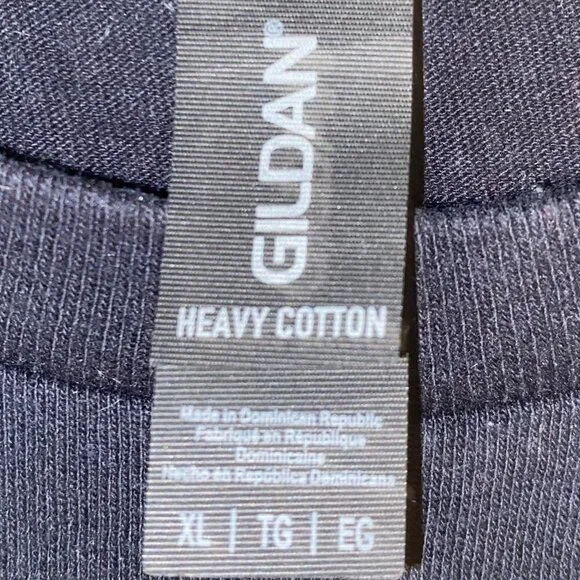 GILDAN®
HEAVY COTTON
Made in Dominican Republic
Fabriqué en République
Dominicaine
Hecho en República Dominicana
XL | TG | EG